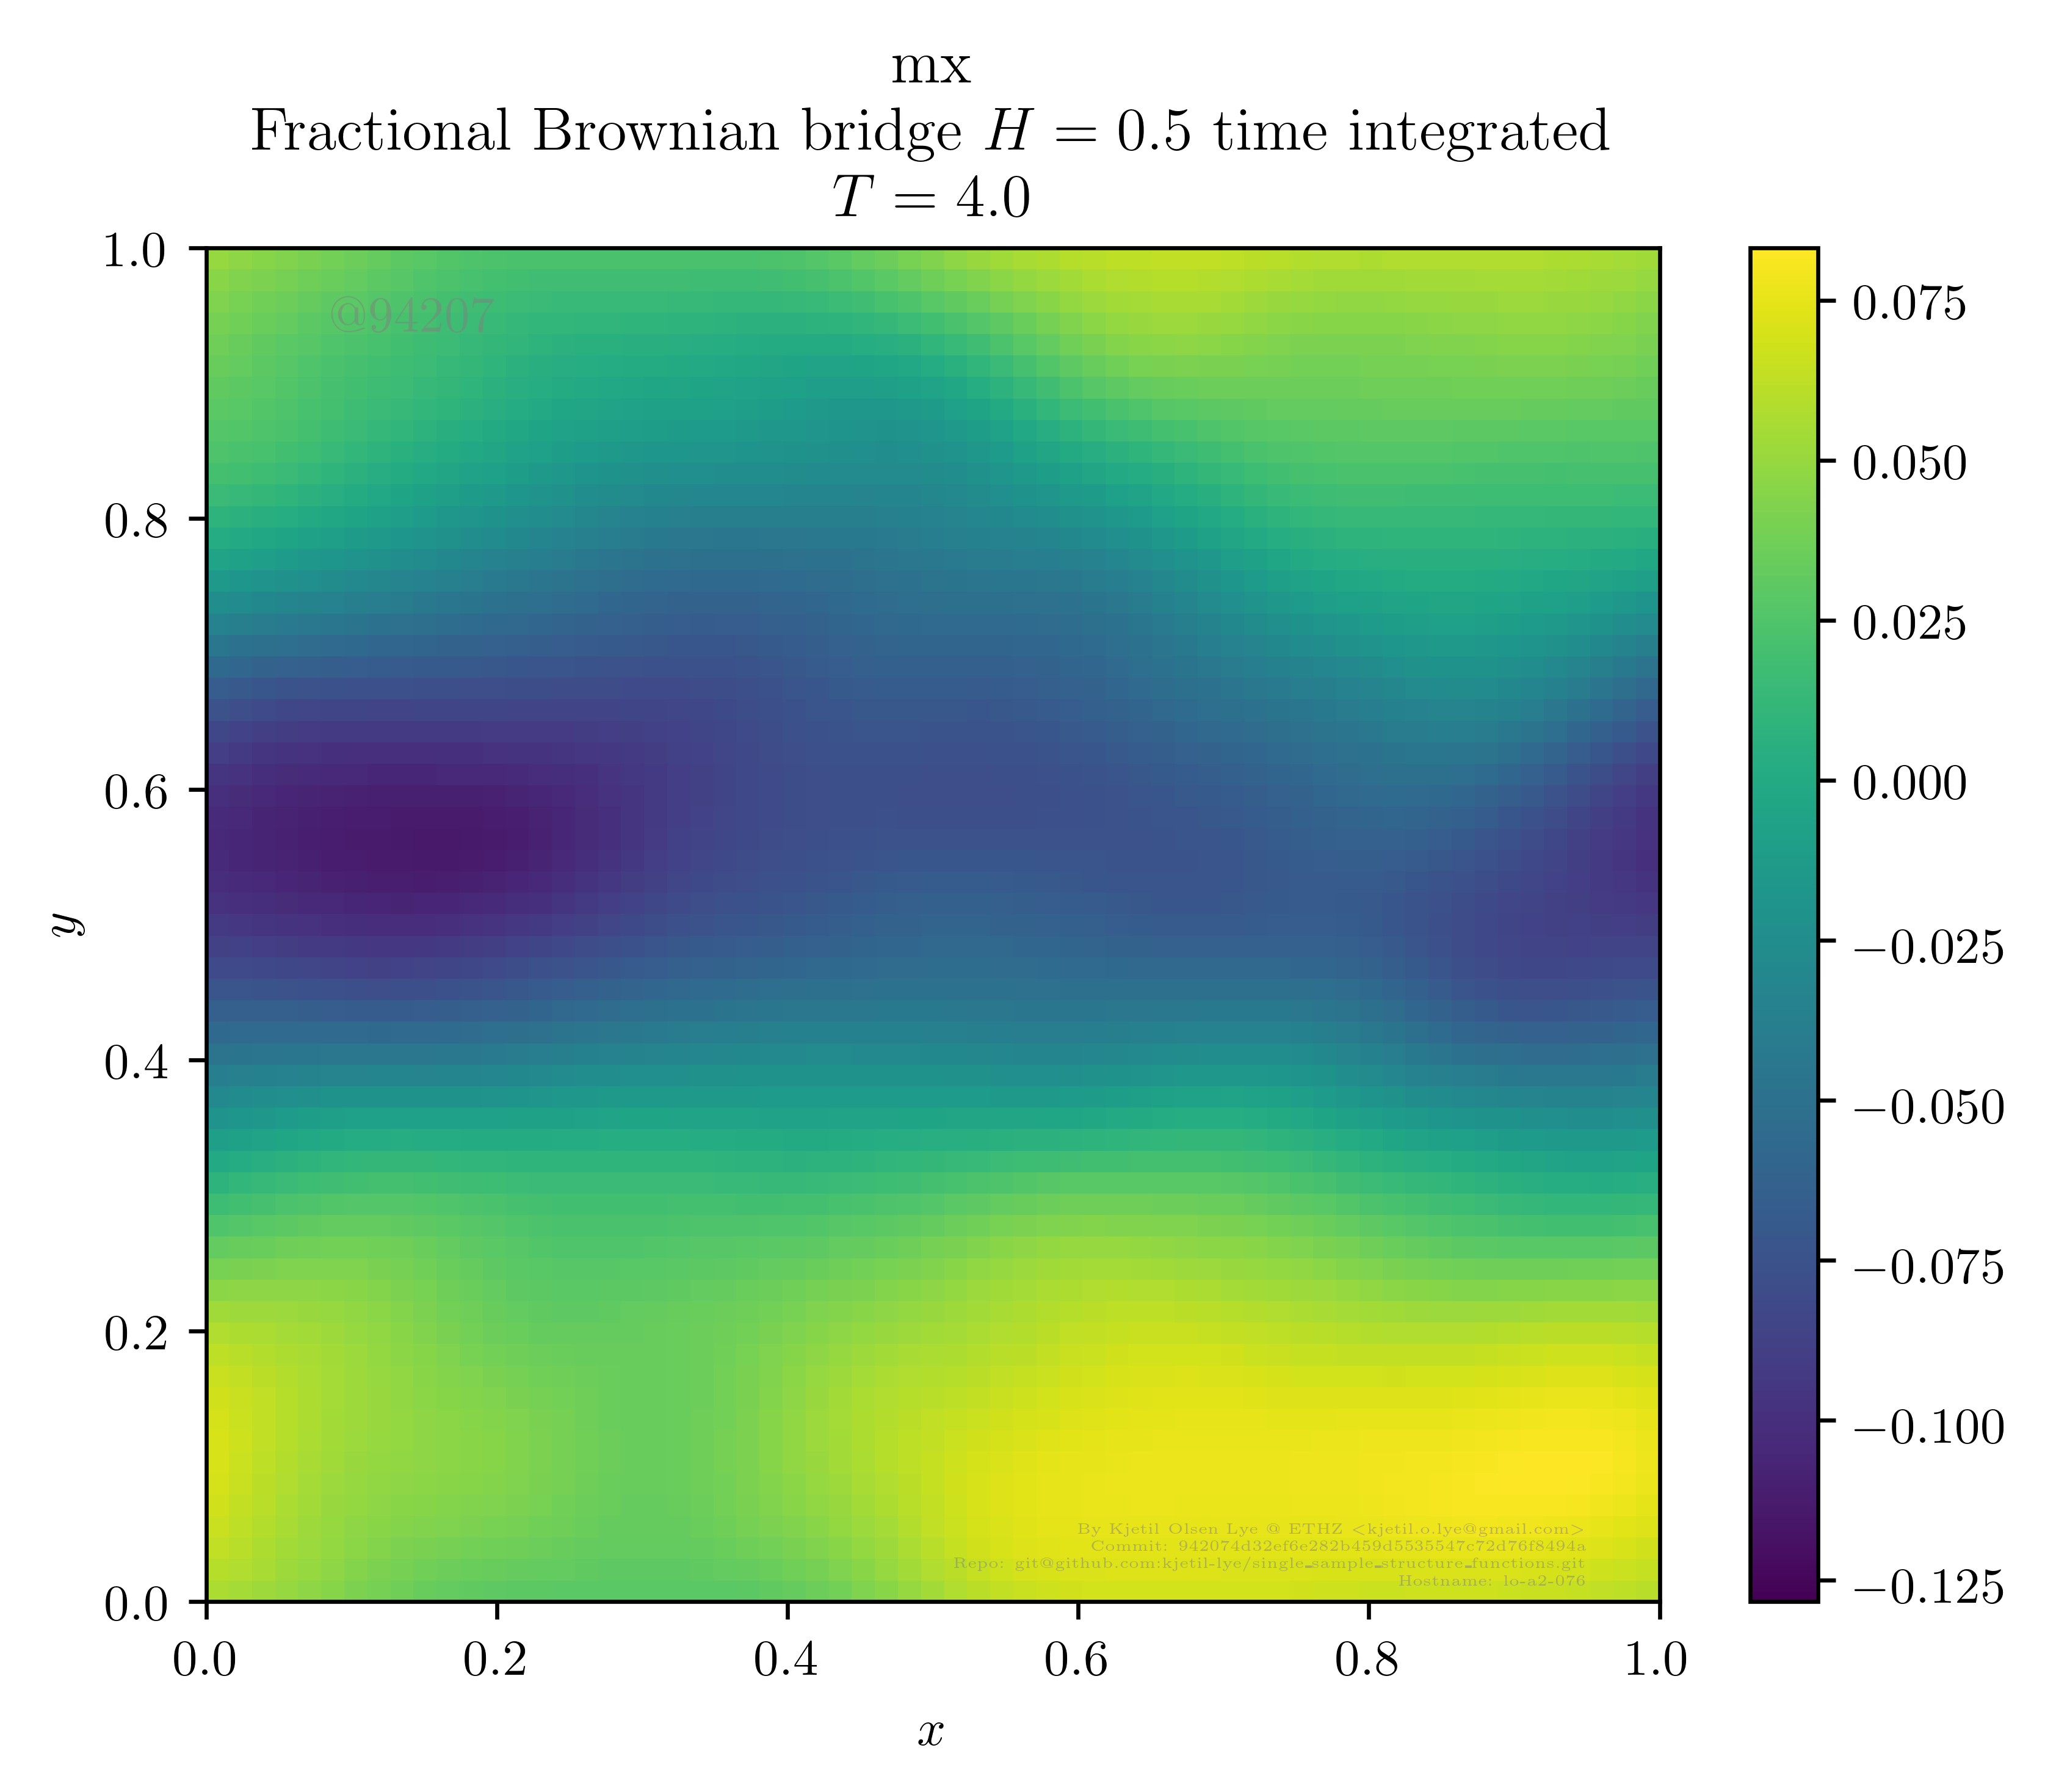 mx
Fractional Brownian bridge H = 0.5 time integrated
T = 4.0
1.0
@94207
0.8
0.6
y
0.4
0.2
0.0
By Kjetil Olsen Lye @ ETHZ <kjetil.o.lye@gmail.com>
Commit: 942074d32ef6e282b459d5535547c72d76f8494a
Repo: git@github.com:kjetil-lye/single_sample_structure_functions.git
Hostname: lo-a2-076
0.0 0.2 0.4 0.6 0.8 1.0
x
0.075
0.050
0.025
0.000
−0.025
−0.050
−0.075
−0.100
−0.125